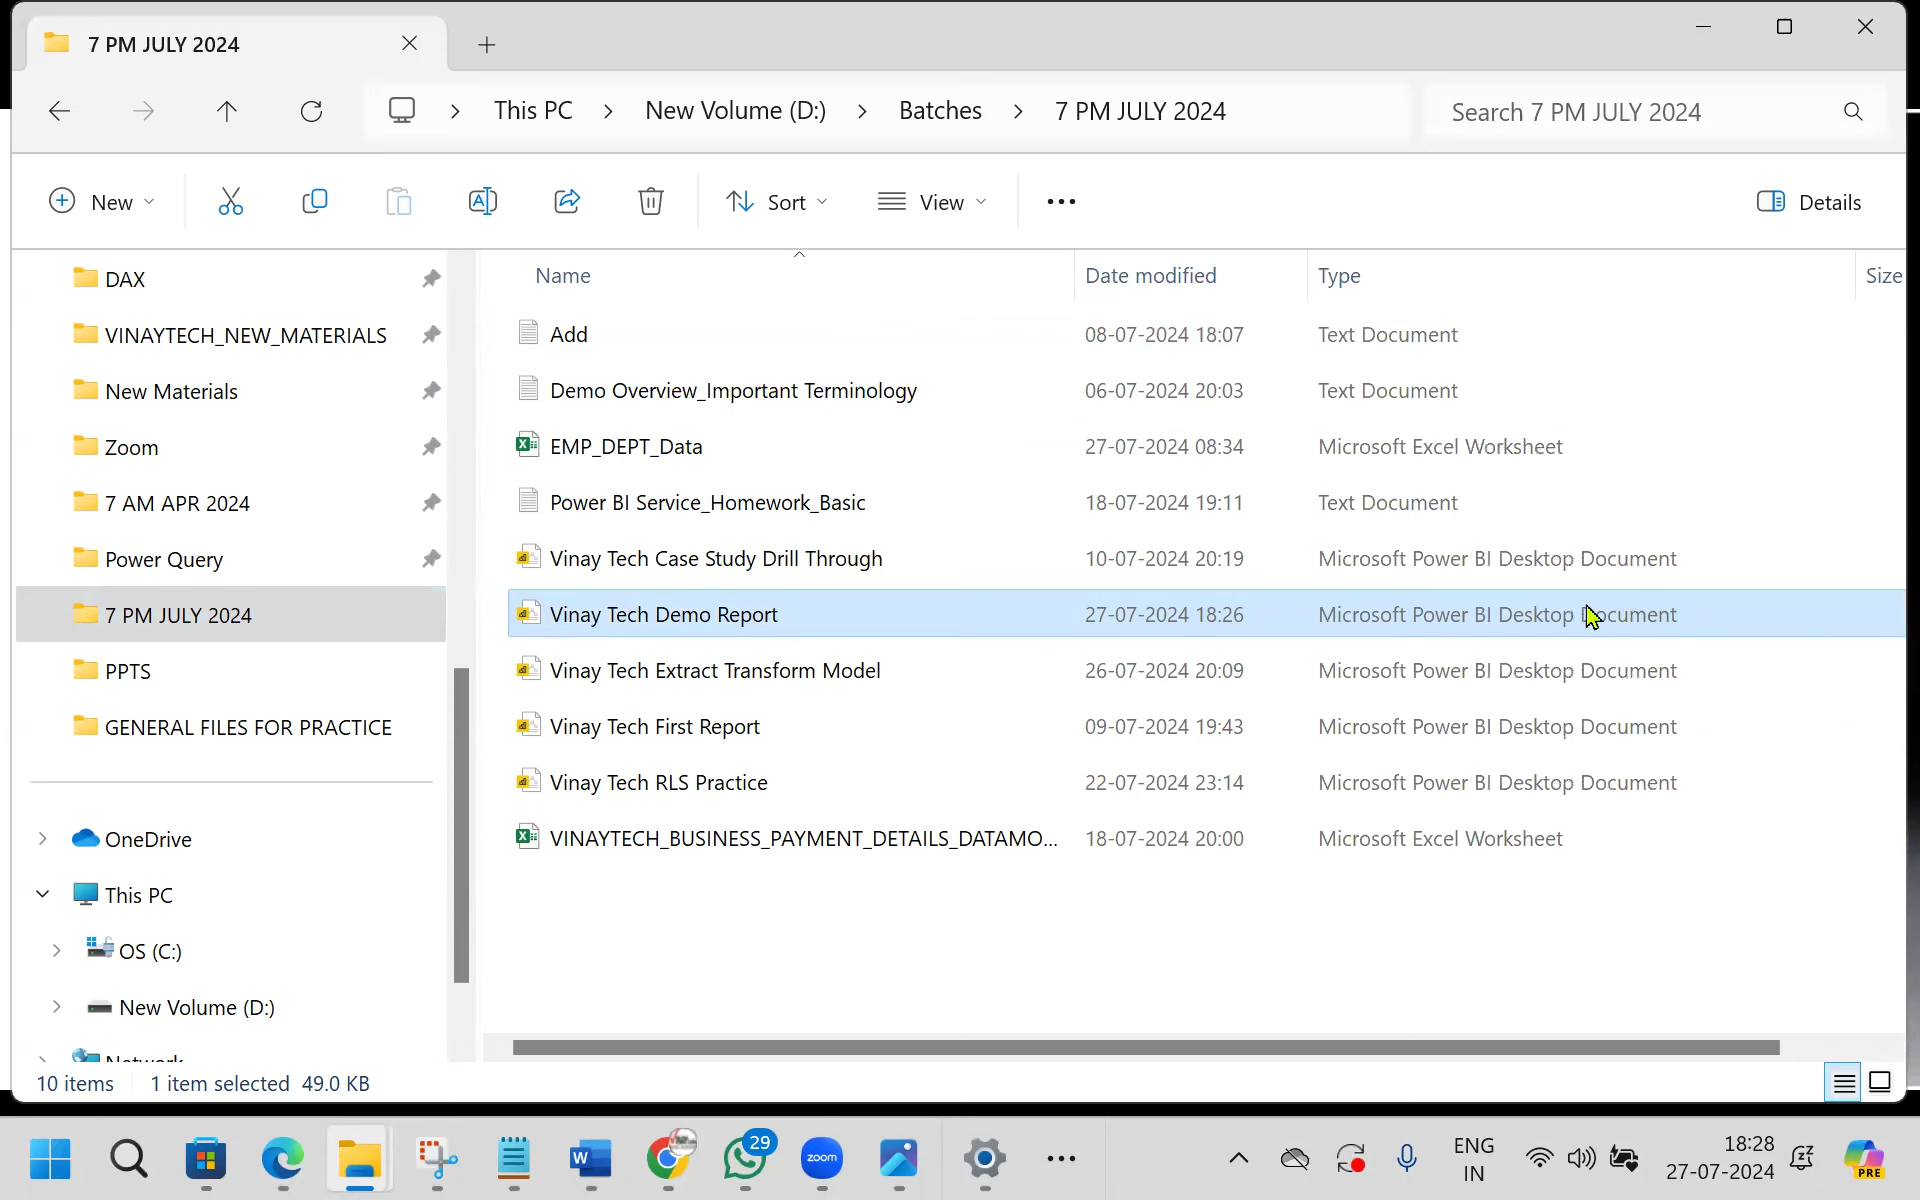 7 PM JULY 2024
This PC > New Volume (D:) > Batches > 7 PM JULY 2024
Search 7 PM JULY 2024
New
Sort
View
Details
Name Date modified Type Size
DAX
VINAYTECH_NEW_MATERIALS
New Materials
Zoom
7 AM APR 2024
Power Query
7 PM JULY 2024
PPTS
GENERAL FILES FOR PRACTICE
OneDrive
This PC
OS (C:)
New Volume (D:)
Network
Add 08-07-2024 18:07 Text Document
Demo Overview_Important Terminology 06-07-2024 20:03 Text Document
EMP_DEPT_Data 27-07-2024 08:34 Microsoft Excel Worksheet
Power BI Service_Homework_Basic 18-07-2024 19:11 Text Document
Vinay Tech Case Study Drill Through 10-07-2024 20:19 Microsoft Power BI Desktop Document
Vinay Tech Demo Report 27-07-2024 18:26 Microsoft Power BI Desktop Document
Vinay Tech Extract Transform Model 26-07-2024 20:09 Microsoft Power BI Desktop Document
Vinay Tech First Report 09-07-2024 19:43 Microsoft Power BI Desktop Document
Vinay Tech RLS Practice 22-07-2024 23:14 Microsoft Power BI Desktop Document
VINAYTECH_BUSINESS_PAYMENT_DETAILS_DATAMO... 18-07-2024 20:00 Microsoft Excel Worksheet
10 items 1 item selected 49.0 KB
W
29
zoom
ENG
IN
18:28
27-07-2024
PRE